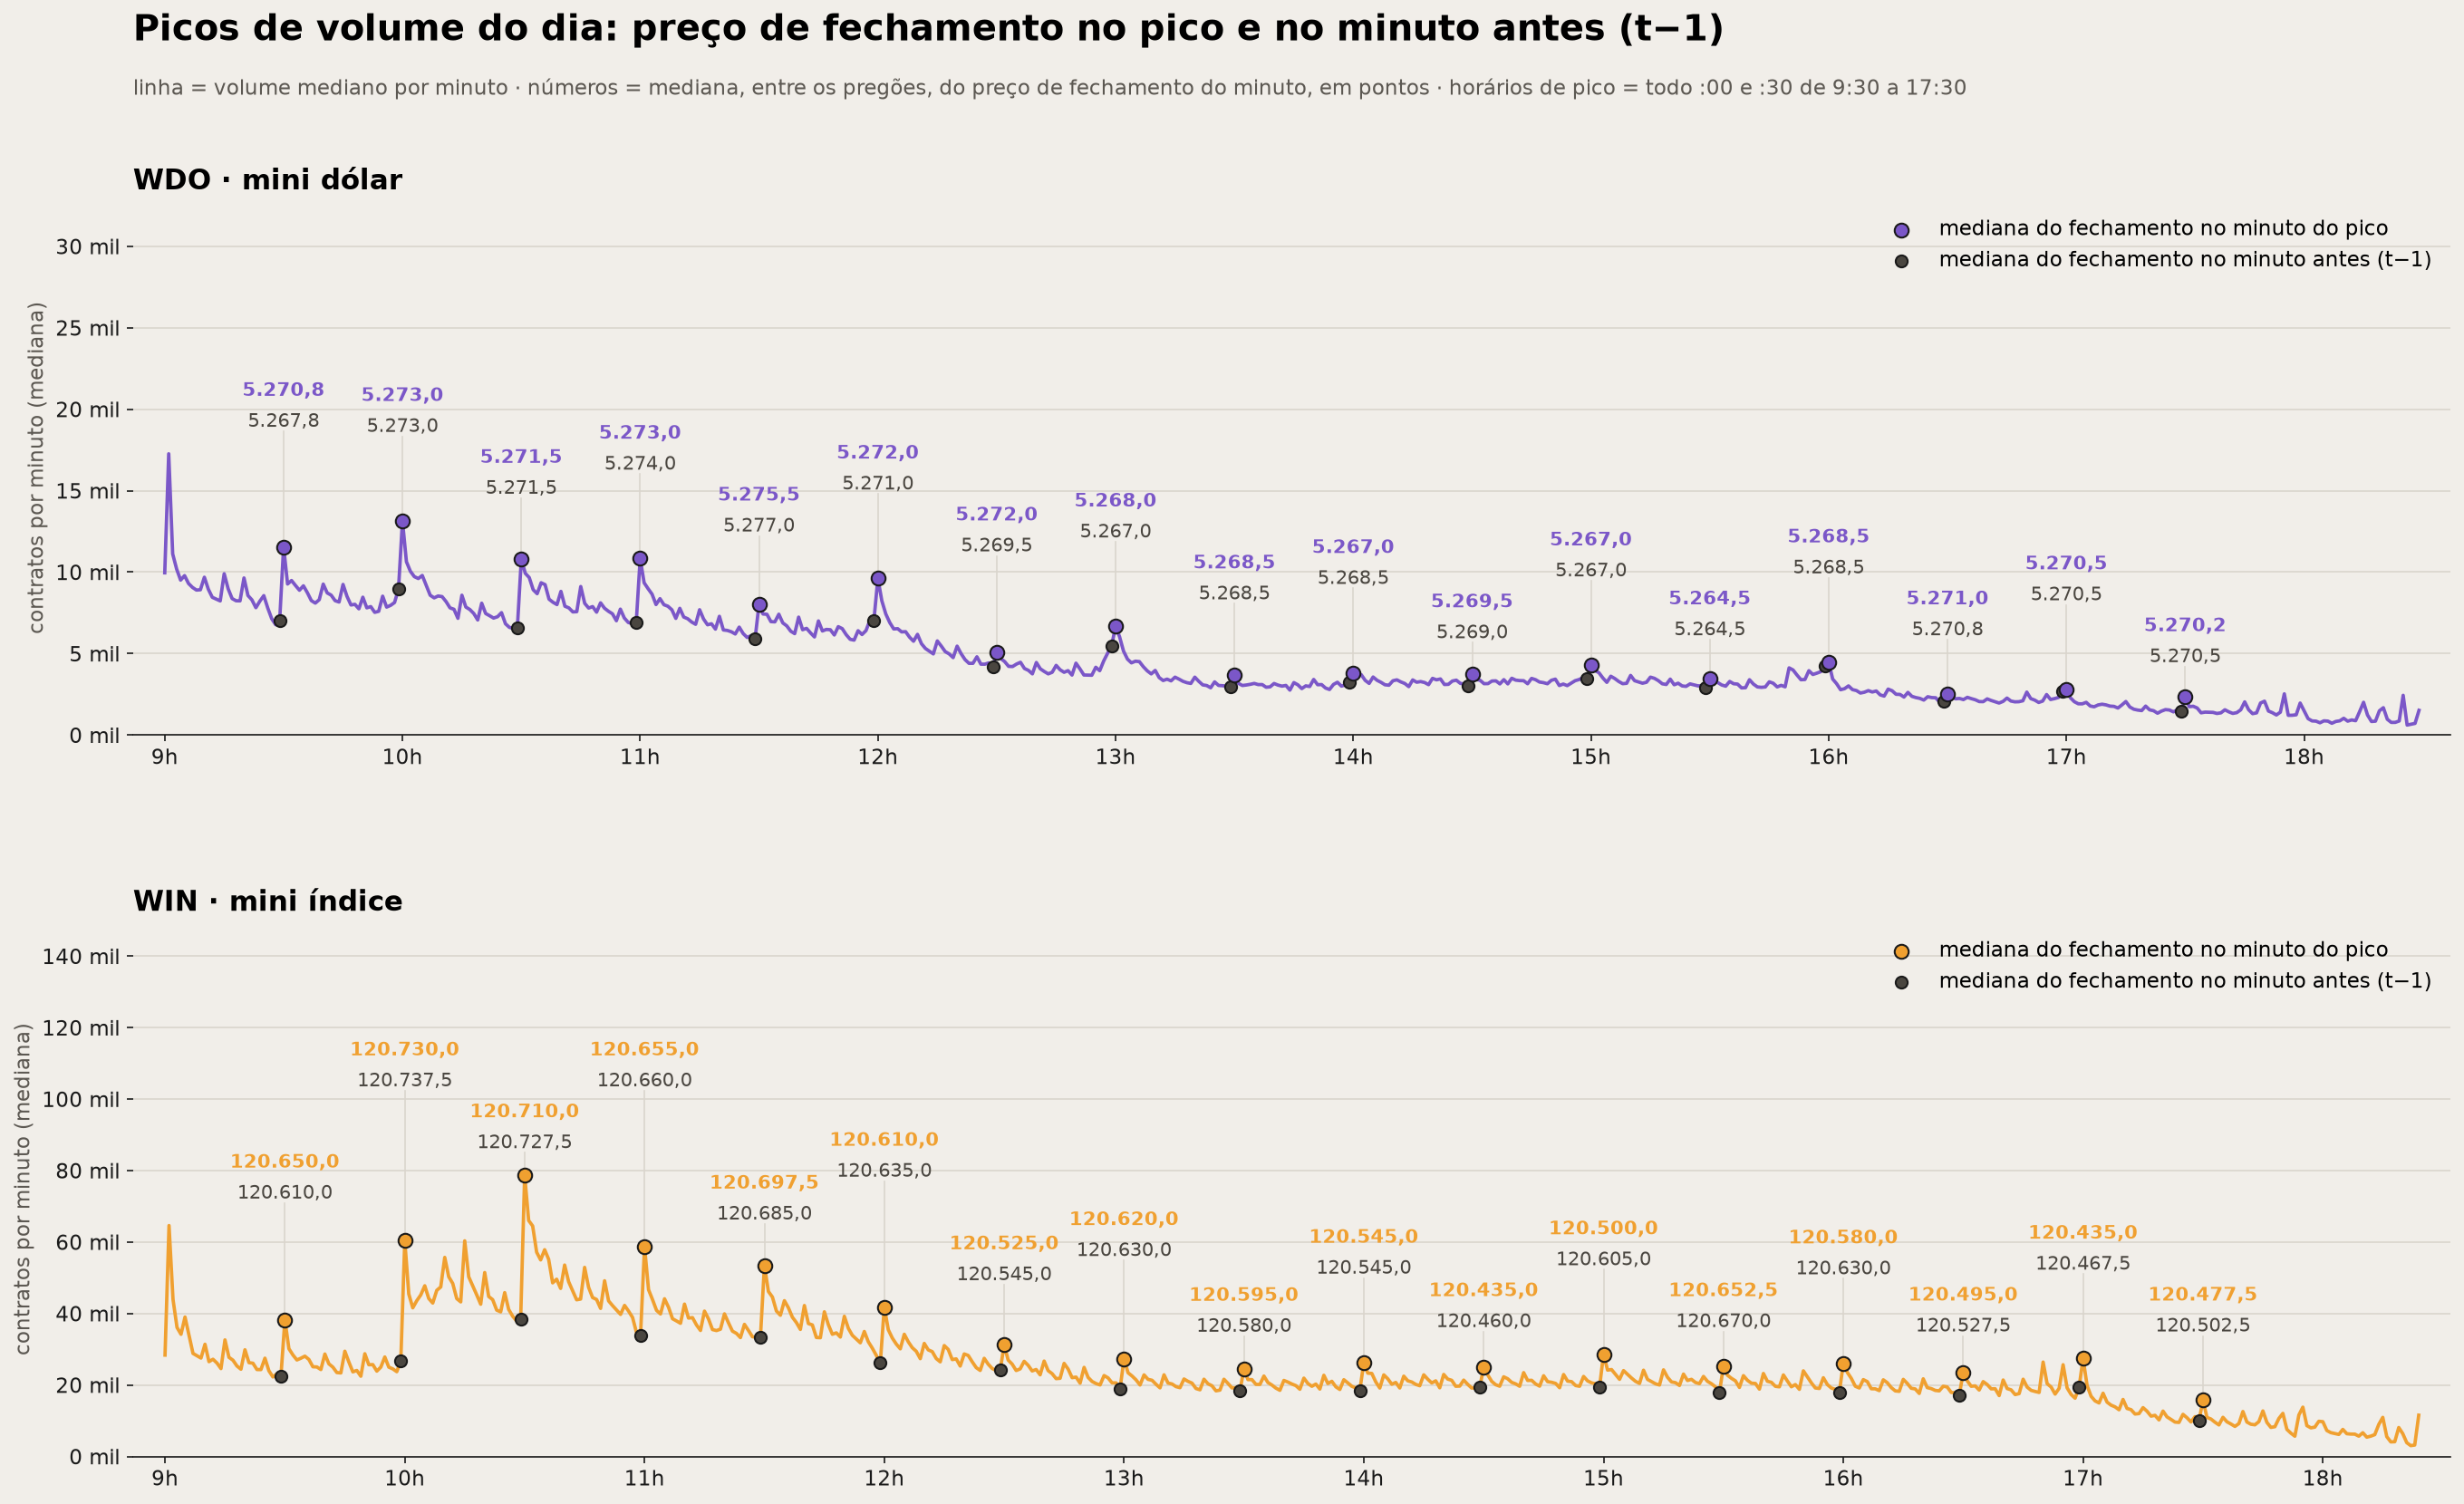 Picos de volume do dia: preço de fechamento no pico e no minuto antes (t−1)
linha = volume mediano por minuto · números = mediana, entre os pregões, do preço de fechamento do minuto, em pontos · horários de pico = todo :00 e :30 de 9:30 a 17:30
WDO · mini dólar
mediana do fechamento no minuto do pico
mediana do fechamento no minuto antes (t−1)
contratos por minuto (mediana)
30 mil
25 mil
20 mil
15 mil
10 mil
5 mil
0 mil
5.270,8
5.267,8
5.273,0
5.273,0
5.271,5
5.271,5
5.273,0
5.274,0
5.275,5
5.277,0
5.272,0
5.271,0
5.272,0
5.269,5
5.268,0
5.267,0
5.268,5
5.268,5
5.267,0
5.268,5
5.269,5
5.269,0
5.267,0
5.267,0
5.264,5
5.264,5
5.268,5
5.268,5
5.271,0
5.270,8
5.270,5
5.270,5
5.270,2
5.270,5
9h 10h 11h 12h 13h 14h 15h 16h 17h 18h
WIN · mini índice
mediana do fechamento no minuto do pico
mediana do fechamento no minuto antes (t−1)
contratos por minuto (mediana)
140 mil
120 mil
100 mil
80 mil
60 mil
40 mil
20 mil
0 mil
120.650,0
120.610,0
120.730,0
120.737,5
120.710,0
120.727,5
120.655,0
120.660,0
120.697,5
120.685,0
120.610,0
120.635,0
120.525,0
120.545,0
120.620,0
120.630,0
120.595,0
120.580,0
120.545,0
120.545,0
120.435,0
120.460,0
120.500,0
120.605,0
120.652,5
120.670,0
120.580,0
120.630,0
120.495,0
120.527,5
120.435,0
120.467,5
120.477,5
120.502,5
9h 10h 11h 12h 13h 14h 15h 16h 17h 18h